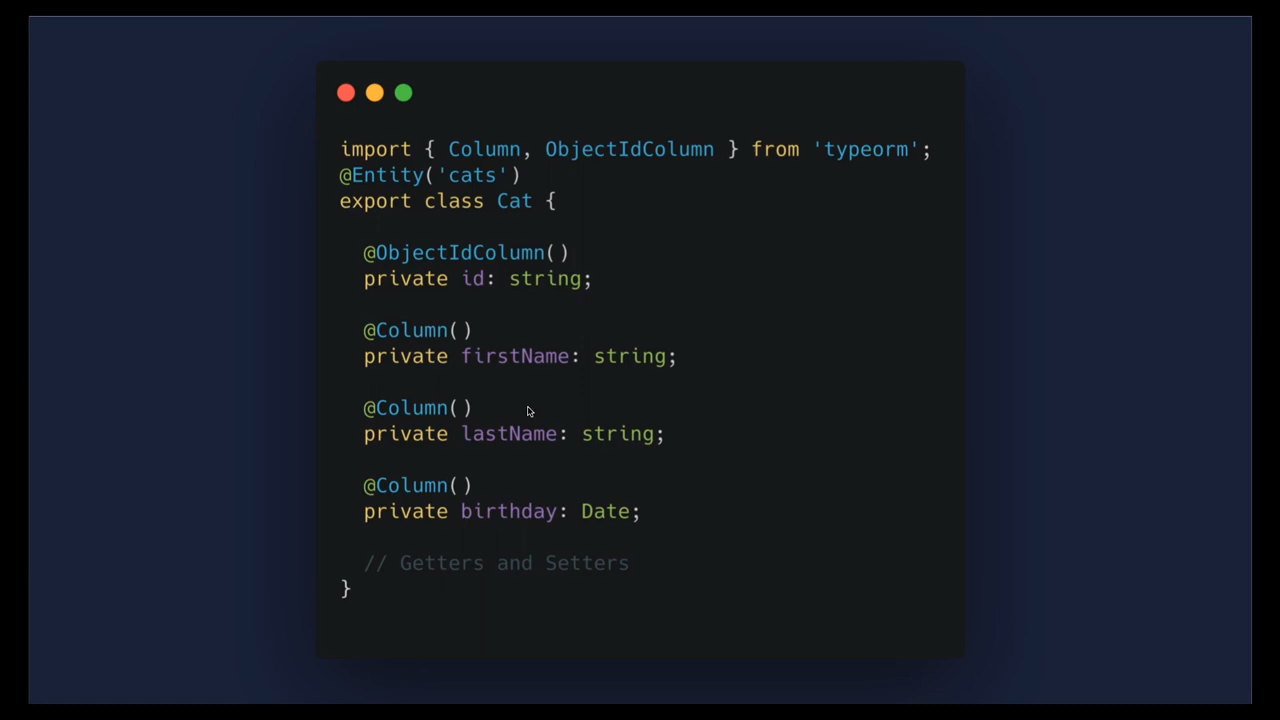 import { Column, ObjectIdColumn } from 'typeorm';
@Entity('cats')
export class Cat {
@ObjectIdColumn()
private id: string;
@Column()
private firstName: string;
@Column()
private lastName: string;
@Column()
private birthday: Date;
// Getters and Setters
}